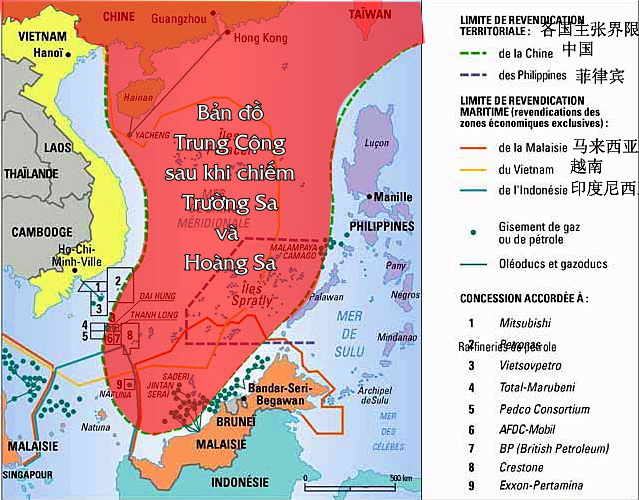 CHINE
Guangzhou
TAÏWAN
VIETNAM
Hanoï
Hong Kong
Hainan
Bản đồ
Trung Cộng
sau khi chiếm
Trường Sa
và
Hoàng Sa
YACHENG
LAOS
THAÏLANDE
Luçon
MÉRIDIONALE
Manille
PHILIPPINES
CAMBODGE
Ho-Chi-
Minh-Ville
MALAMPAYA
CAMAGO
DAI HUNG
THANH LONG
Îles
Spratly
Palawan
Pany
Négros
1
2
3
4
5
6
7
8
9
MER
DE
SULU
Mindanao
NATUNA
Natuna
SADERI
JINTAN
SERAI
Bandar-Seri-
Begawan
Archipel
de Sulu
BRUNEÏ
MALAISIE
MER
DES
CÉLÈBES
MALAISIE
SINGAPOUR
INDONÉSIE
0
500 km
LIMITE DE REVENDICATION
TERRITORIALE : 各国主张界限
de la Chine 中国
des Philippines 菲律宾
LIMITE DE REVENDICATION
MARITIME (revendications des
zones économiques exclusives) :
de la Malaisie 马来西亚
du Vietnam 越南
de l'Indonésie 印度尼西
Gisement de gaz
ou de pétrole
Oléoducs et gazoducs
CONCESSION ACCORDÉE À :
1 Mitsubishi
2 Petronas
Raffineries de pétrole
3 Vietsovpetro
4 Total-Marubeni
5 Pedco Consortium
6 AFDC-Mobil
7 BP (British Petroleum)
8 Crestone
9 Exxon-Pertamina